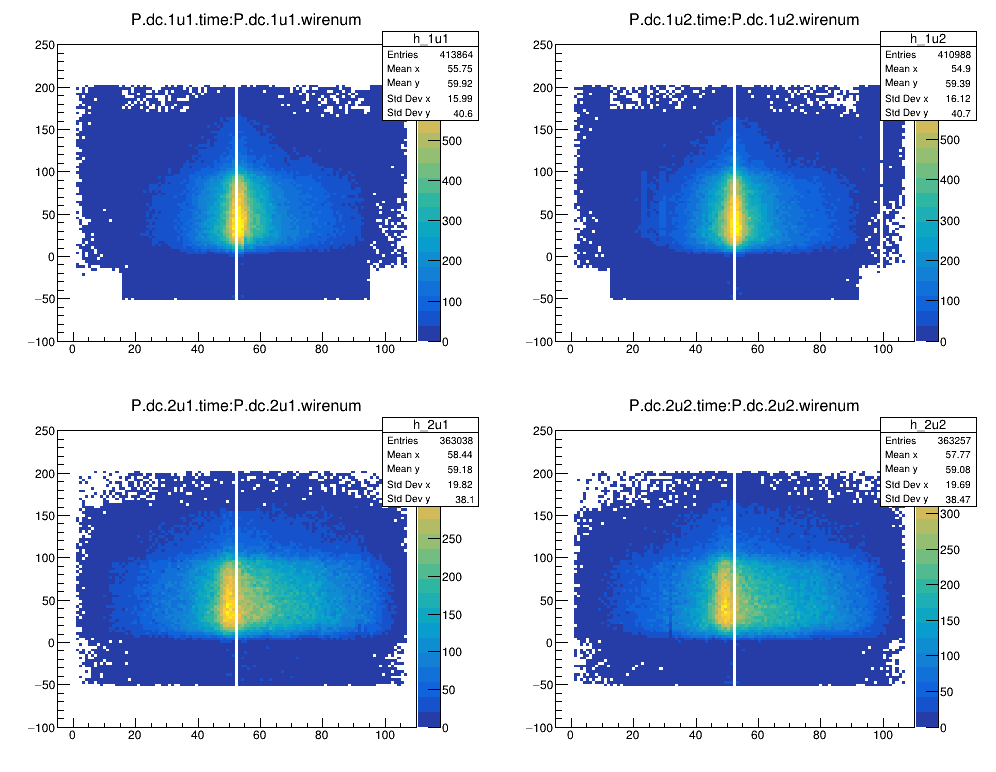 P.dc.1u1.time:P.dc.1u1.wirenum
h_1u1
Entries 413864
Mean x 55.75
Mean y 59.92
Std Dev x 15.99
Std Dev y 40.6
250
200
150
100
50
0
−50
−100
0 20 40 60 80 100
500
400
300
200
100
0
P.dc.1u2.time:P.dc.1u2.wirenum
h_1u2
Entries 410988
Mean x 54.9
Mean y 59.39
Std Dev x 16.12
Std Dev y 40.7
250
200
150
100
50
0
−50
−100
0 20 40 60 80 100
500
400
300
200
100
0
P.dc.2u1.time:P.dc.2u1.wirenum
h_2u1
Entries 363038
Mean x 58.44
Mean y 59.18
Std Dev x 19.82
Std Dev y 38.1
250
200
150
100
50
0
−50
−100
0 20 40 60 80 100
250
200
150
100
50
0
P.dc.2u2.time:P.dc.2u2.wirenum
h_2u2
Entries 363257
Mean x 57.77
Mean y 59.08
Std Dev x 19.69
Std Dev y 38.47
250
200
150
100
50
0
−50
−100
0 20 40 60 80 100
300
250
200
150
100
50
0